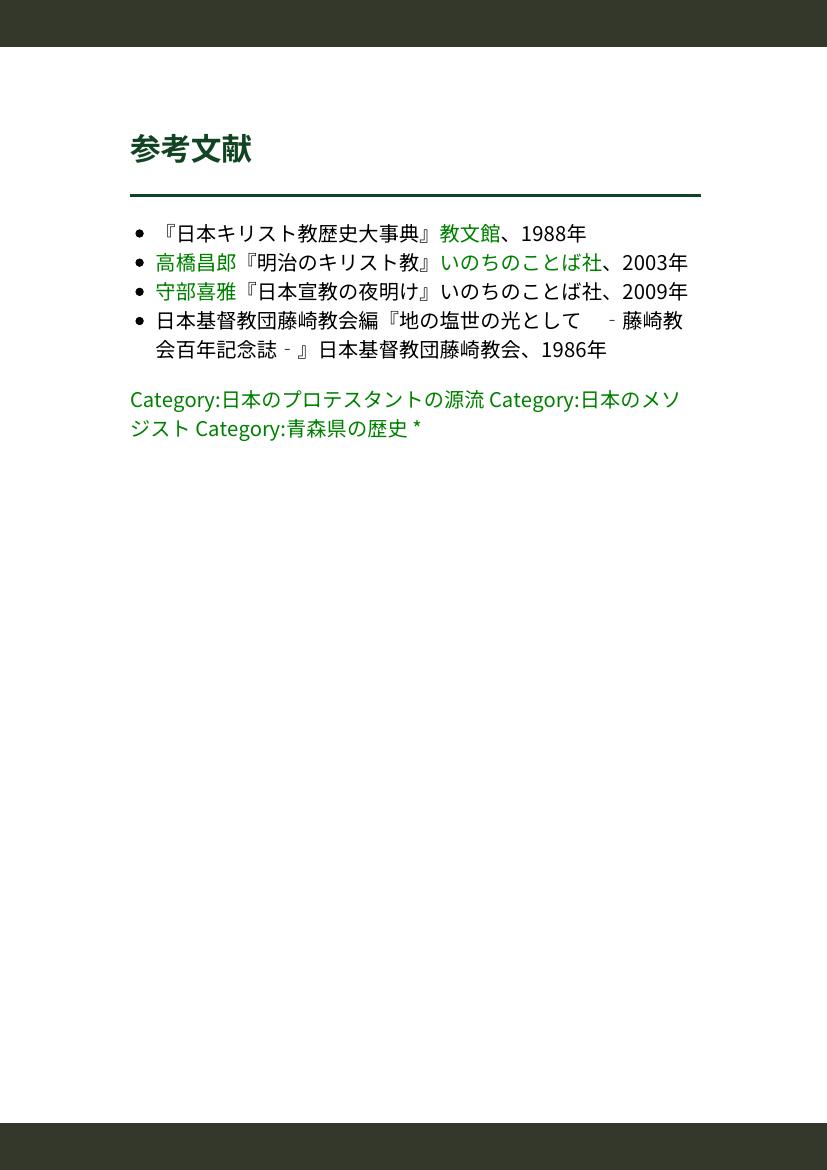 参考文献
• 『日本キリスト教歴史大事典』教文館、1988年
• 高橋昌郎『明治のキリスト教』いのちのことば社、2003年
• 守部喜雅『日本宣教の夜明け』いのちのことば社、2009年
• 日本基督教団藤崎教会編『地の塩世の光として　‐藤崎教
会百年記念誌‐』日本基督教団藤崎教会、1986年
Category:日本のプロテスタントの源流 Category:日本のメソ
ジスト Category:青森県の歴史 *